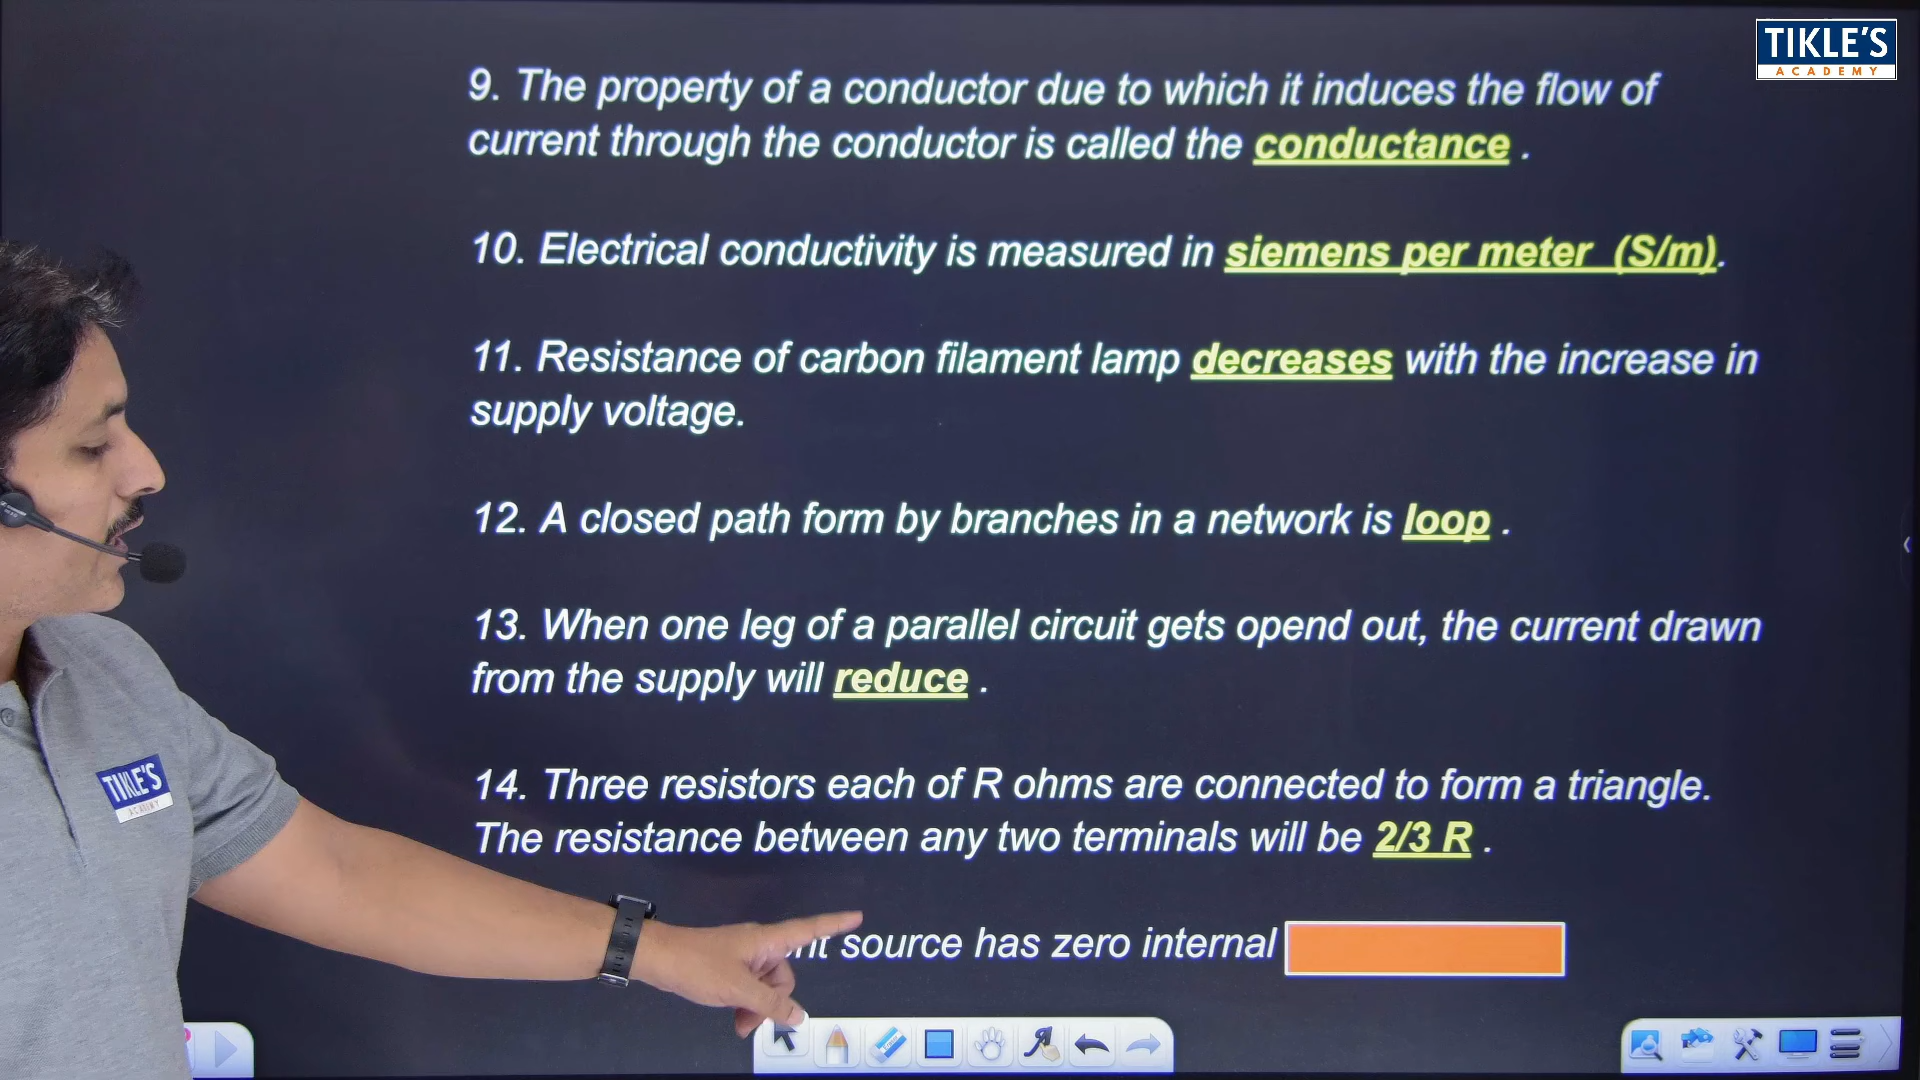 TIKLE'S
ACADEMY
9. The property of a conductor due to which it induces the flow of
current through the conductor is called the conductance .
10. Electrical conductivity is measured in siemens per meter (S/m).
11. Resistance of carbon filament lamp decreases with the increase in
supply voltage.
12. A closed path form by branches in a network is loop .
13. When one leg of a parallel circuit gets opend out, the current drawn
from the supply will reduce .
14. Three resistors each of R ohms are connected to form a triangle.
The resistance between any two terminals will be 2/3 R .
source has zero internal
TIKLE'S
ACADEMY